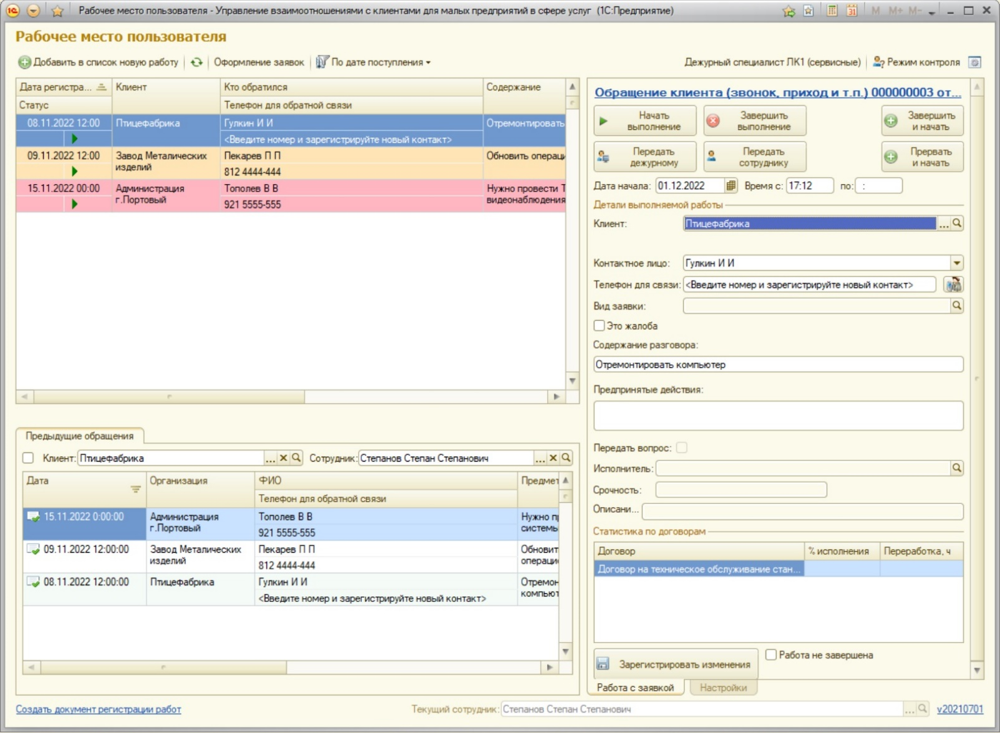 Рабочее место пользователя - Управление взаимоотношениями с клиентами для малых предприятий в сфере услуг (1С:Предприятие)
31 M M+ M-
Рабочее место пользователя
Добавить в список новую работу Оформление заявок По дате поступления
Дежурный специалист ЛК1 (сервисные) Режим контроля
Дата регистра... Клиент Кто обратился Содержание
Статус Телефон для обратной связи
08.11.2022 12:00 Птицефабрика Гулкин И И Отремонтировать
<Введите номер и зарегистрируйте новый контакт>
09.11.2022 12:00 Завод Металических изделий Пекарев П П Обновить операци
812 4444-444
15.11.2022 00:00 Администрация г.Портовый Тополев В В Нужно провести Т
921 5555-555 видеонаблюдения
Предыдущие обращения
Клиент: Птицефабрика ... Сотрудник: Степанов Степан Степанович ...
Дата Организация ФИО Предмет
Телефон для обратной связи
15.11.2022 0:00:00 Администрация г.Портовый Тополев В В Нужно пр
921 5555-555 системы
09.11.2022 12:00:00 Завод Металических изделий Пекарев П П Обновит
812 4444-444 операцис
08.11.2022 12:00:00 Птицефабрика Гулкин И И Отремон
<Введите номер и зарегистрируйте новый контакт> компьют
Обращение клиента (звонок, приход и т.п.) 000000003 от...
Начать выполнение Завершить выполнение Завершить и начать
Передать дежурному Передать сотруднику Прервать и начать
Дата начала: 01.12.2022 Время с: 17:12 по: :
Детали выполняемой работы
Клиент: Птицефабрика ...
Контактное лицо: Гулкин И И
Телефон для связи: <Введите номер и зарегистрируйте новый контакт>
Вид заявки:
Это жалоба
Содержание разговора:
Отремонтировать компьютер
Предпринятые действия:
Передать вопрос:
Исполнитель:
Срочность:
Описани...
Статистика по договорам
Договор % исполнения Переработка, ч
Договор на техническое обслуживание стан...
Зарегистрировать изменения Работа не завершена
Работа с заявкой Настройки
Создать документ регистрации работ Текущий сотрудник: Степанов Степан Степанович ... v20210701